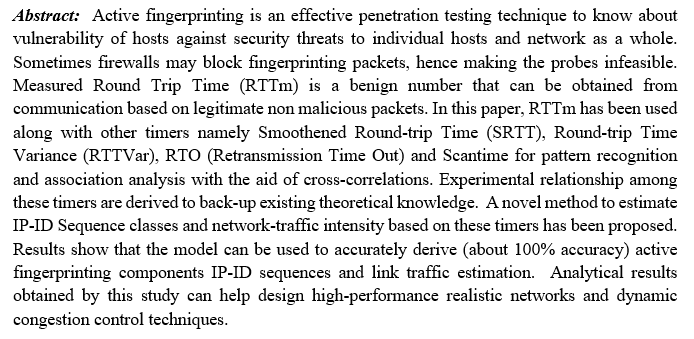 Abstract: Active fingerprinting is an effective penetration testing technique to know about
vulnerability of hosts against security threats to individual hosts and network as a whole.
Sometimes firewalls may block fingerprinting packets, hence making the probes infeasible.
Measured Round Trip Time (RTTm) is a benign number that can be obtained from
communication based on legitimate non malicious packets. In this paper, RTTm has been used
along with other timers namely Smoothened Round-trip Time (SRTT), Round-trip Time
Variance (RTTVar), RTO (Retransmission Time Out) and Scantime for pattern recognition
and association analysis with the aid of cross-correlations. Experimental relationship among
these timers are derived to back-up existing theoretical knowledge. A novel method to estimate
IP-ID Sequence classes and network-traffic intensity based on these timers has been proposed.
Results show that the model can be used to accurately derive (about 100% accuracy) active
fingerprinting components IP-ID sequences and link traffic estimation. Analytical results
obtained by this study can help design high-performance realistic networks and dynamic
congestion control techniques.